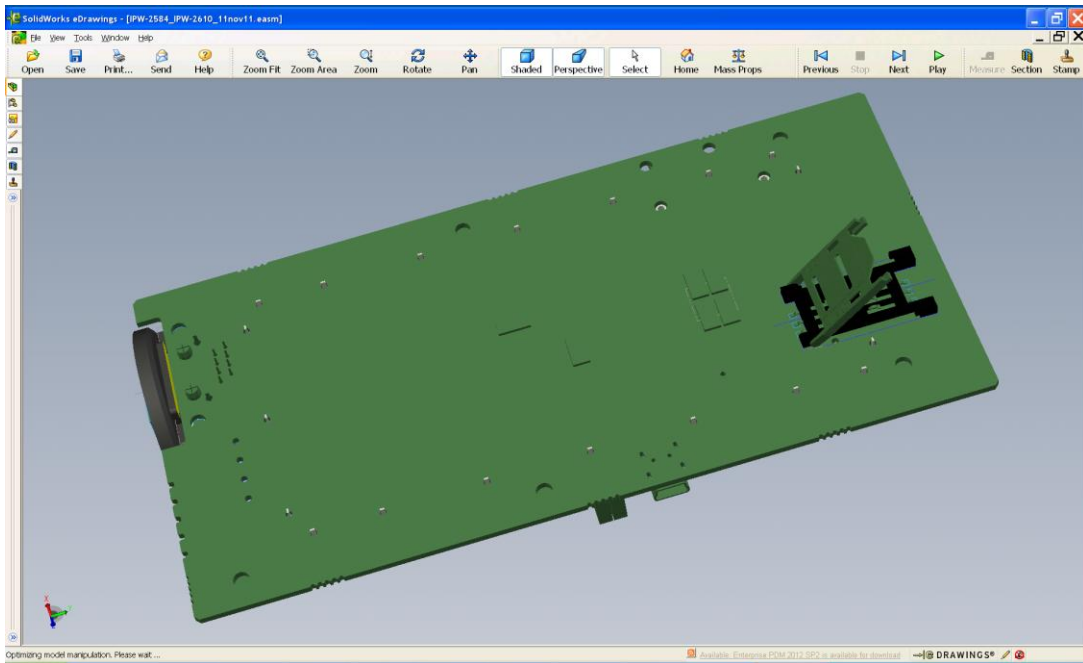 SolidWorks eDrawings - [IPW-2584_IPW-2610_11nov11.easm]
File View Tools Window Help
Open Save Print... Send Help Zoom Fit Zoom Area Zoom Rotate Pan Shaded Perspective Select Home Mass Props Previous Stop Next Play Measure Section Stamp
Optimizing model manipulation. Please wait ... Available: Enterprise PDM 2012 SP2 is available for download DRAWINGS®